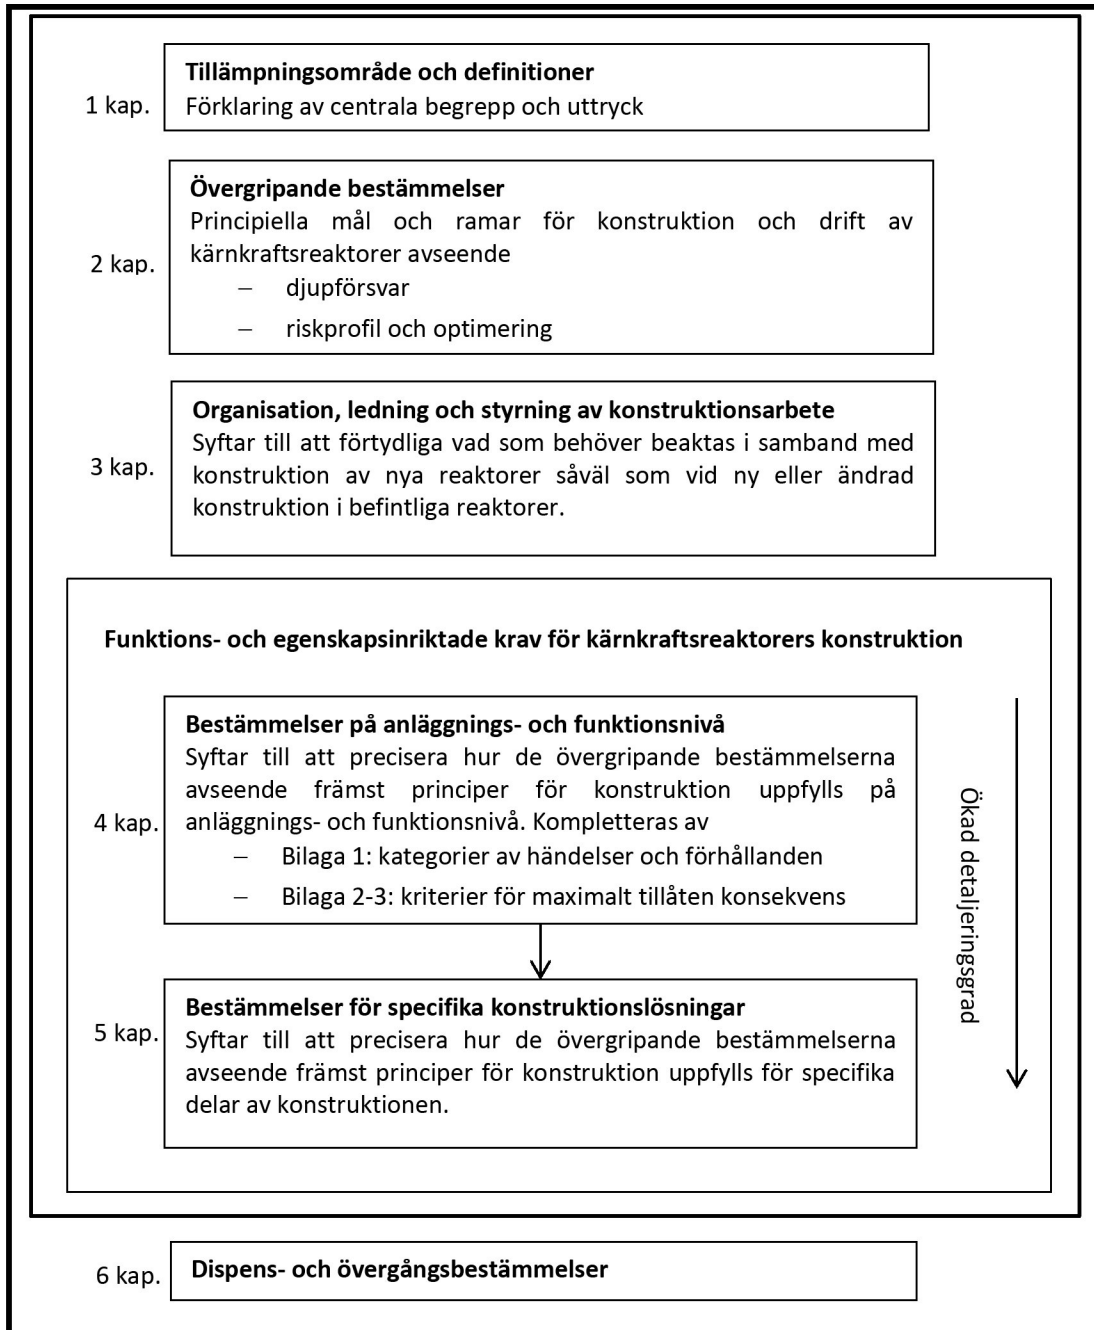 Tillämpningsområde och definitioner
1 kap.
Förklaring av centrala begrepp och uttryck
Övergripande bestämmelser
Principiella mål och ramar för konstruktion och drift av
kärnkraftsreaktorer avseende
2 kap.
– djupförsvar
– riskprofil och optimering
Organisation, ledning och styrning av konstruktionsarbete
Syftar till att förtydliga vad som behöver beaktas i samband med
3 kap.
konstruktion av nya reaktorer såväl som vid ny eller ändrad
konstruktion i befintliga reaktorer.
Funktions- och egenskapsinriktade krav för kärnkraftsreaktorers konstruktion
Bestämmelser på anläggnings- och funktionsnivå
Syftar till att precisera hur de övergripande bestämmelserna
avseende främst principer för konstruktion uppfylls på
4 kap.
anläggnings- och funktionsnivå. Kompletteras av
– Bilaga 1: kategorier av händelser och förhållanden
– Bilaga 2-3: kriterier för maximalt tillåten konsekvens
Ökad detaljeringsgrad
Bestämmelser för specifika konstruktionslösningar
5 kap.
Syftar till att precisera hur de övergripande bestämmelserna
avseende främst principer för konstruktion uppfylls för specifika
delar av konstruktionen.
6 kap.
Dispens- och övergångsbestämmelser